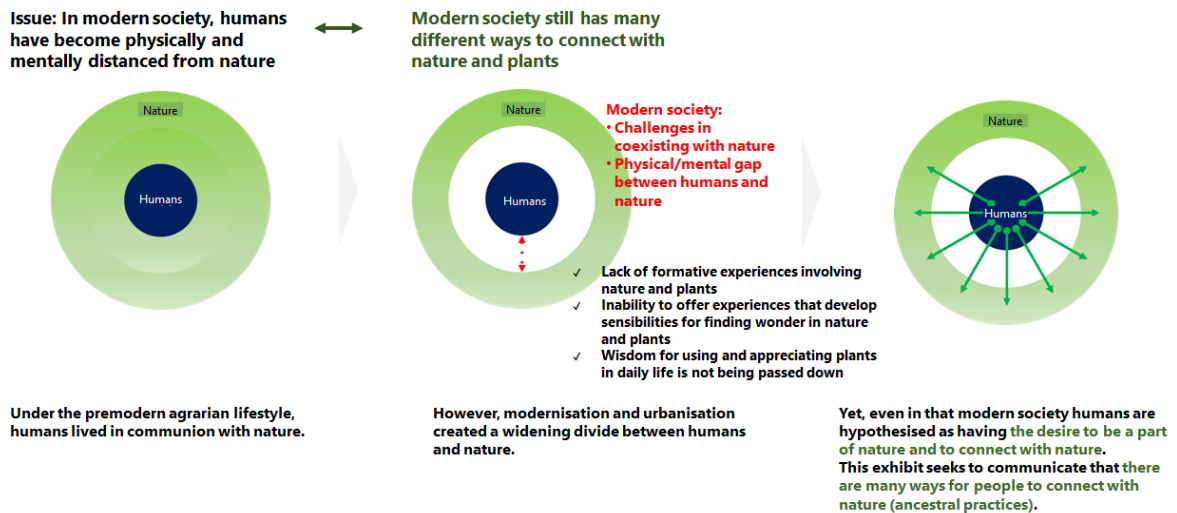 Issue: In modern society, humans
have become physically and
mentally distanced from nature
Modern society still has many
different ways to connect with
nature and plants
Nature
Humans
Nature
Humans
Modern society:
• Challenges in
coexisting with nature
• Physical/mental gap
between humans and
nature
✓ Lack of formative experiences involving
nature and plants
✓ Inability to offer experiences that develop
sensibilities for finding wonder in nature
and plants
✓ Wisdom for using and appreciating plants
in daily life is not being passed down
Nature
Humans
Under the premodern agrarian lifestyle,
humans lived in communion with nature.
However, modernisation and urbanisation
created a widening divide between humans
and nature.
Yet, even in that modern society humans are
hypothesised as having the desire to be a part
of nature and to connect with nature.
This exhibit seeks to communicate that there
are many ways for people to connect with
nature (ancestral practices).